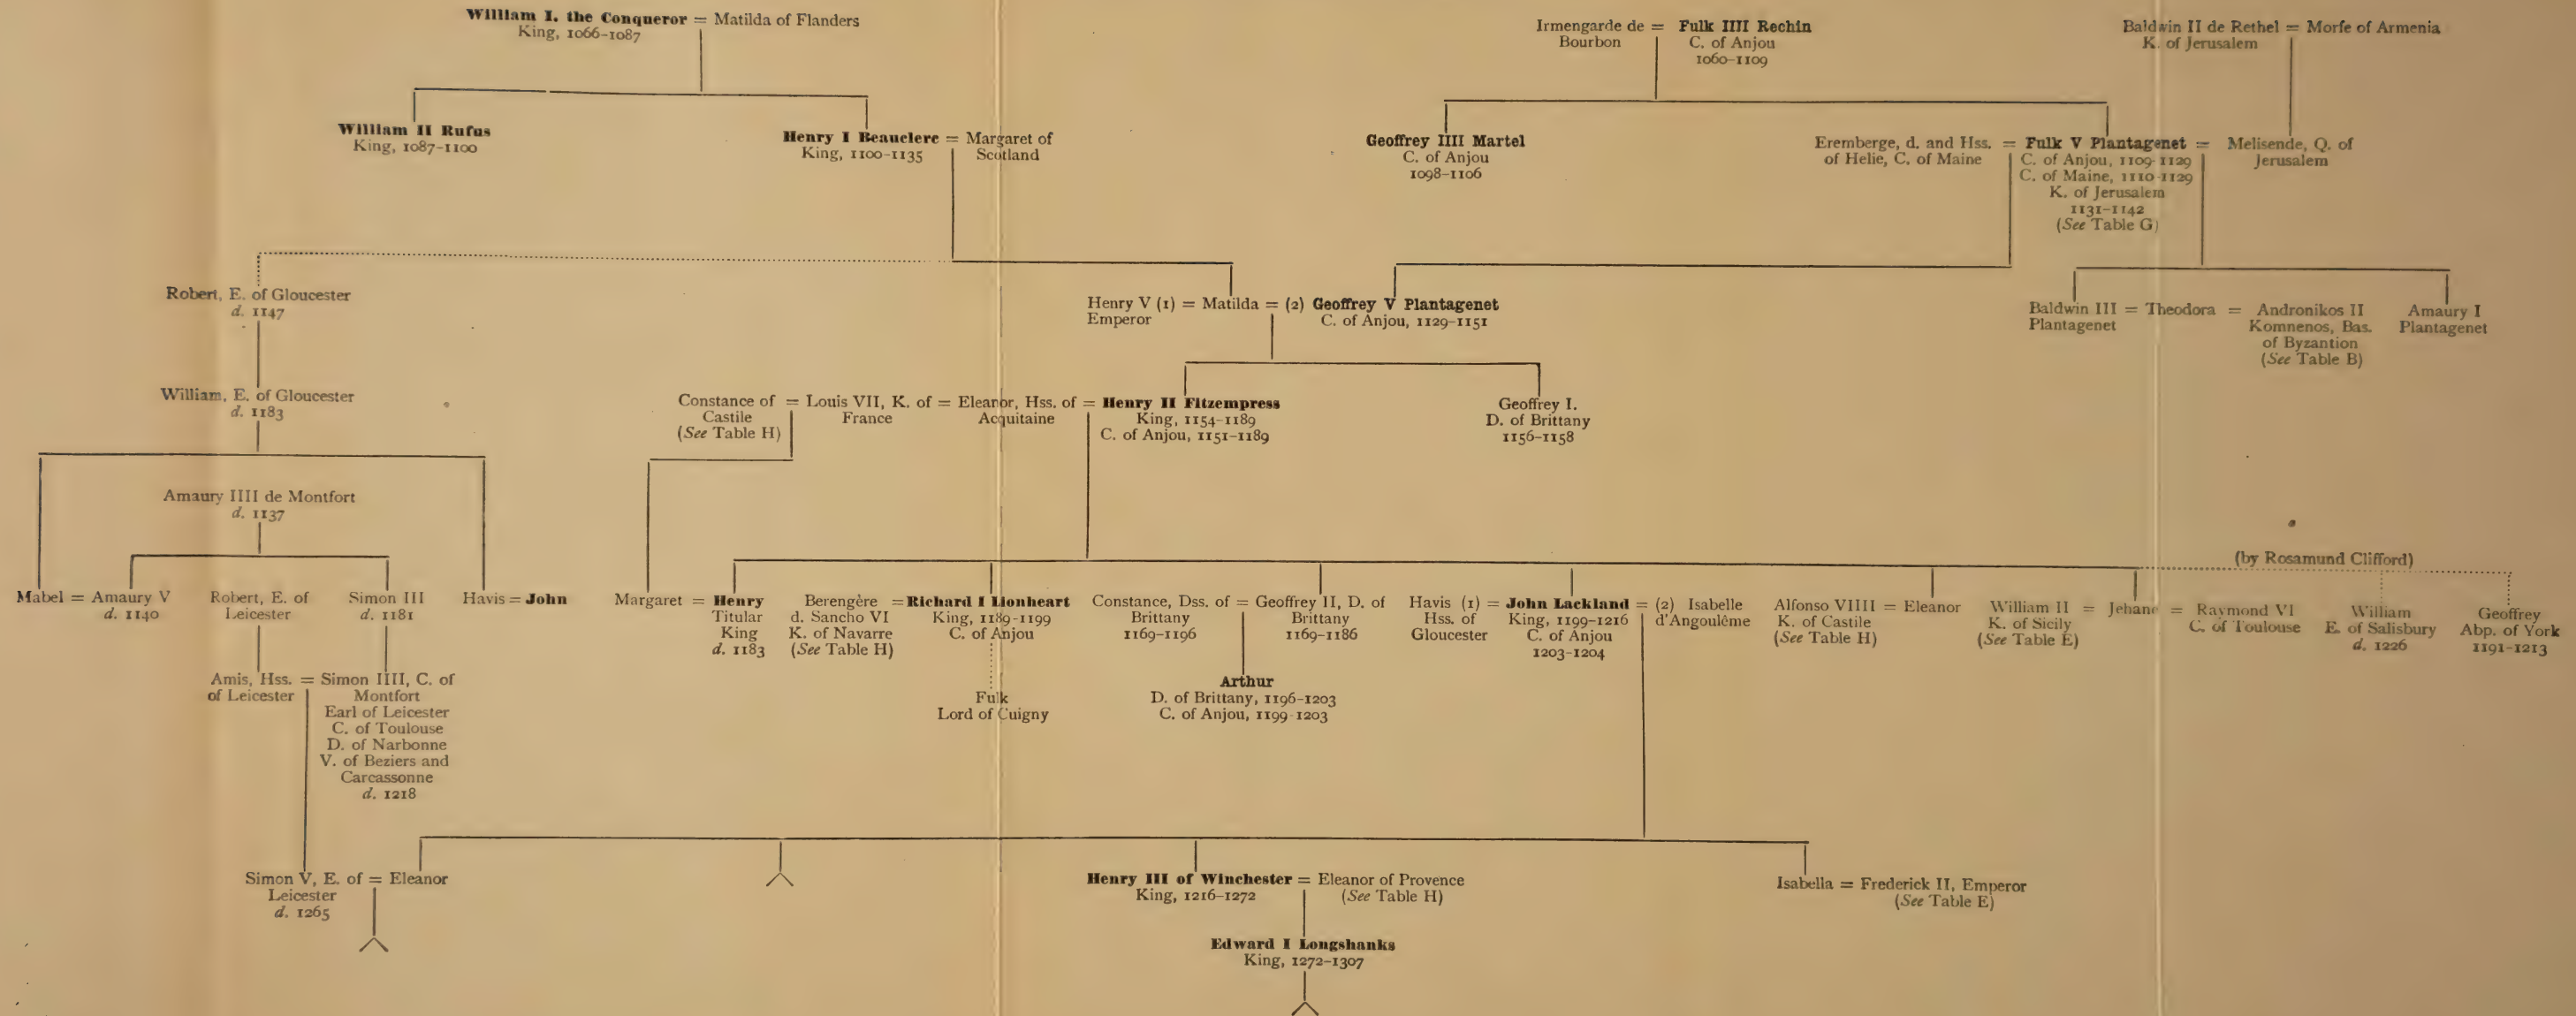 William I. the Conqueror = Matilda of Flanders
King, 1066-1087
Irmengarde de = Fulk IIII Rechin
Bourbon C. of Anjou
1060-1109
Baldwin II de Rethel = Morfe of Armenia
K. of Jerusalem
William II Rufus
King, 1087-1100
Henry I Beauclerc = Margaret of
King, 1100-1135 Scotland
Geoffrey IIII Martel
C. of Anjou
1098-1106
Eremberge, d. and Hss. = Fulk V Plantagenet = Melisende, Q. of
of Helie, C. of Maine C. of Anjou, 1109-1129 Jerusalem
C. of Maine, 1110-1129
K. of Jerusalem
1131-1142
(See Table G)
Robert, E. of Gloucester
d. 1147
Henry V (1) = Matilda = (2) Geoffrey V Plantagenet
Emperor C. of Anjou, 1129-1151
Baldwin III = Theodora = Andronikos II
Plantagenet Komnenos, Bas.
of Byzantion
(See Table B)
Amaury I
Plantagenet
William, E. of Gloucester
d. 1183
Constance of = Louis VII, K. of = Eleanor, Hss. of = Henry II Fitzempress
Castile France Acquitaine King, 1154-1189
(See Table H) C. of Anjou, 1151-1189
Geoffrey I.
D. of Brittany
1156-1158
Amaury IIII de Montfort
d. 1137
(by Rosamund Clifford)
Mabel = Amaury V
d. 1140
Robert, E. of
Leicester
Simon III
d. 1181
Havis = John
Margaret = Henry
Titular
King
d. 1183
Berengère = Richard I Lionheart
d. Sancho VI King, 1189-1199
K. of Navarre C. of Anjou
(See Table H)
Constance, Dss. of = Geoffrey II, D. of
Brittany Brittany
1169-1196 1169-1186
Havis (1) = John Lackland = (2) Isabelle
Hss. of King, 1199-1216 d'Angoulême
Gloucester C. of Anjou
1203-1204
Alfonso VIIII = Eleanor
K. of Castile
(See Table H)
William II = Jehane = Raymond VI
K. of Sicily C. of Toulouse
(See Table E)
William
E. of Salisbury
d. 1226
Geoffrey
Abp. of York
1191-1213
Amis, Hss. = Simon IIII, C. of
of Leicester Montfort
Earl of Leicester
C. of Toulouse
D. of Narbonne
V. of Beziers and
Carcassonne
d. 1218
Fulk
Lord of Cuigny
Arthur
D. of Brittany, 1196-1203
C. of Anjou, 1199-1203
Simon V, E. of = Eleanor
Leicester
d. 1265
Henry III of Winchester = Eleanor of Provence
King, 1216-1272 (See Table H)
Isabella = Frederick II, Emperor
(See Table E)
Edward I Longshanks
King, 1272-1307